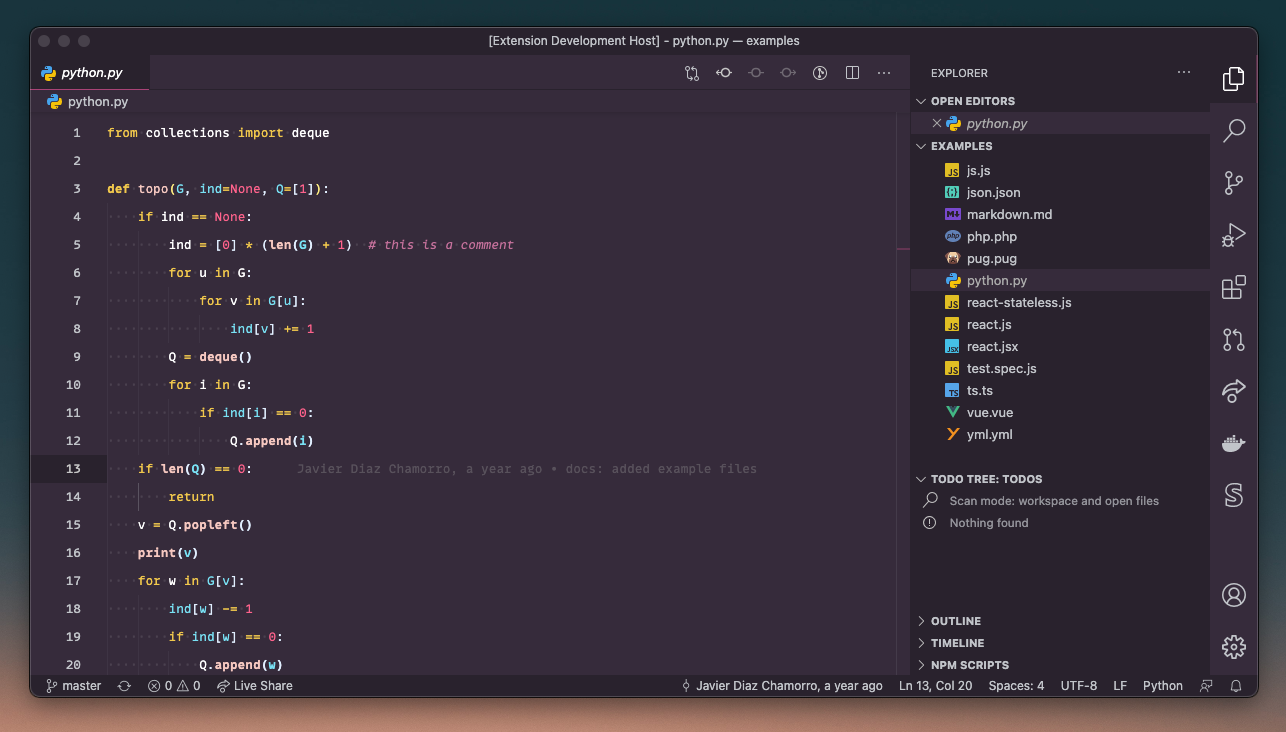 [Extension Development Host] - python.py — examples
python.py
python.py
1 from collections import deque
2
3 def topo(G, ind=None, Q=[1]):
4 if ind == None:
5 ind = [0] * (len(G) + 1)  # this is a comment
6 for u in G:
7 for v in G[u]:
8 ind[v] += 1
9 Q = deque()
10 for i in G:
11 if ind[i] == 0:
12 Q.append(i)
13 if len(Q) == 0: Javier Diaz Chamorro, a year ago • docs: added example files
14 return
15 v = Q.popleft()
16 print(v)
17 for w in G[v]:
18 ind[w] -= 1
19 if ind[w] == 0:
20 Q.append(w)
EXPLORER
OPEN EDITORS
python.py
EXAMPLES
JS js.js
json.json
markdown.md
php php.php
pug.pug
python.py
JS react-stateless.js
JS react.js
JSX react.jsx
JS test.spec.js
TS ts.ts
vue.vue
yml.yml
TODO TREE: TODOS
Scan mode: workspace and open files
Nothing found
OUTLINE
TIMELINE
NPM SCRIPTS
master 0 0 Live Share Javier Diaz Chamorro, a year ago Ln 13, Col 20 Spaces: 4 UTF-8 LF Python